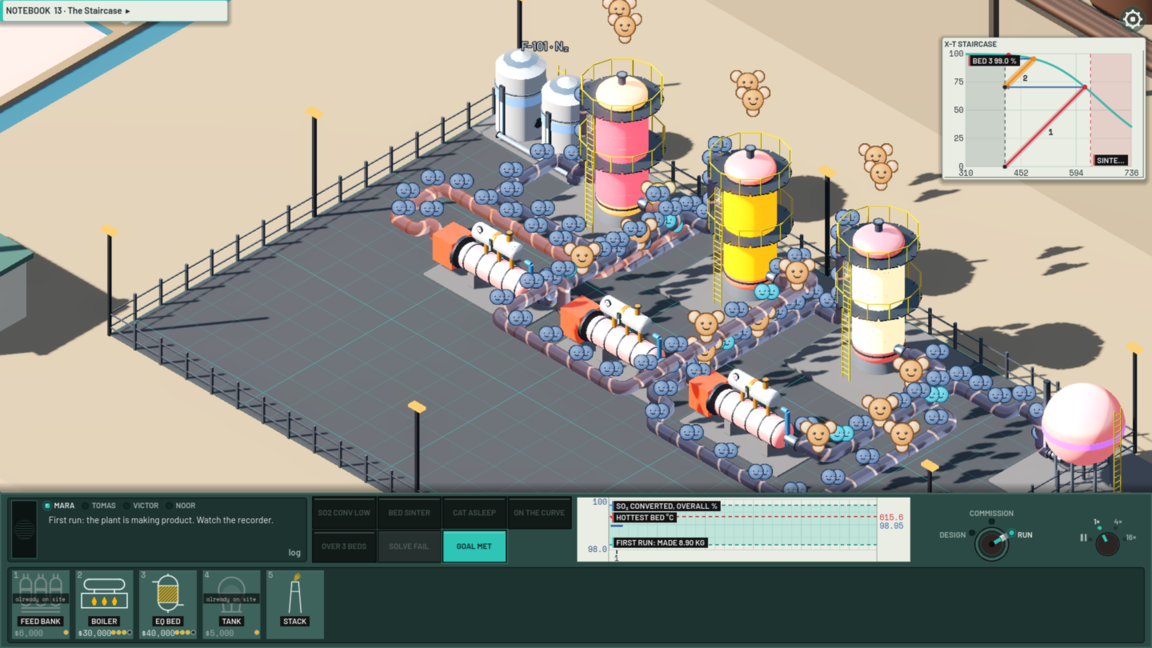 NOTEBOOK 13 · The Staircase ▸
F-101 · N₂
X-T STAIRCASE
100
BED 3 99.0 %
75
2
50
1
25
SINTE...
0
310 452 594 736
MARA TOMAS VICTOR NOOR
First run: the plant is making product. Watch the recorder.
log
SO2 CONV LOW BED SINTER CAT ASLEEP ON THE CURVE
OVER 3 BEDS SOLVE FAIL GOAL MET
100
SO₂ CONVERTED, OVERALL %
HOTTEST BED °C
615.6
98.95
FIRST RUN: MADE 8.90 KG
98.0
1
COMMISSION
DESIGN RUN
1× 4× 16×
1 2 3 4 5
already on site already on site
FEED BANK BOILER EQ BED TANK STACK
$6,000 $30,000 $40,000 $5,000